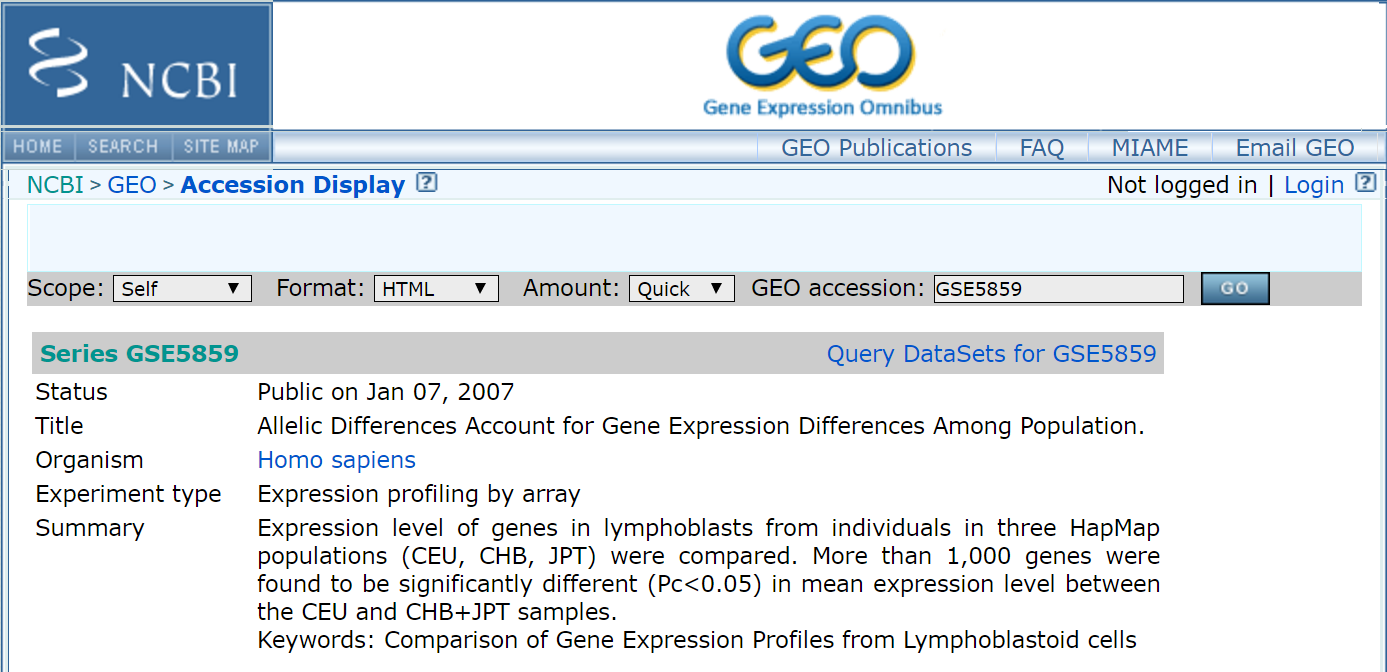 NCBI
GEO
Gene Expression Omnibus
HOME SEARCH SITE MAP GEO Publications FAQ MIAME Email GEO
NCBI > GEO > Accession Display ? Not logged in | Login ?
Scope: Self ▼ Format: HTML ▼ Amount: Quick ▼ GEO accession: GSE5859 GO
Series GSE5859 Query DataSets for GSE5859
Status Public on Jan 07, 2007
Title Allelic Differences Account for Gene Expression Differences Among Population.
Organism Homo sapiens
Experiment type Expression profiling by array
Summary Expression level of genes in lymphoblasts from individuals in three HapMap
populations (CEU, CHB, JPT) were compared. More than 1,000 genes were
found to be significantly different (Pc<0.05) in mean expression level between
the CEU and CHB+JPT samples.
Keywords: Comparison of Gene Expression Profiles from Lymphoblastoid cells